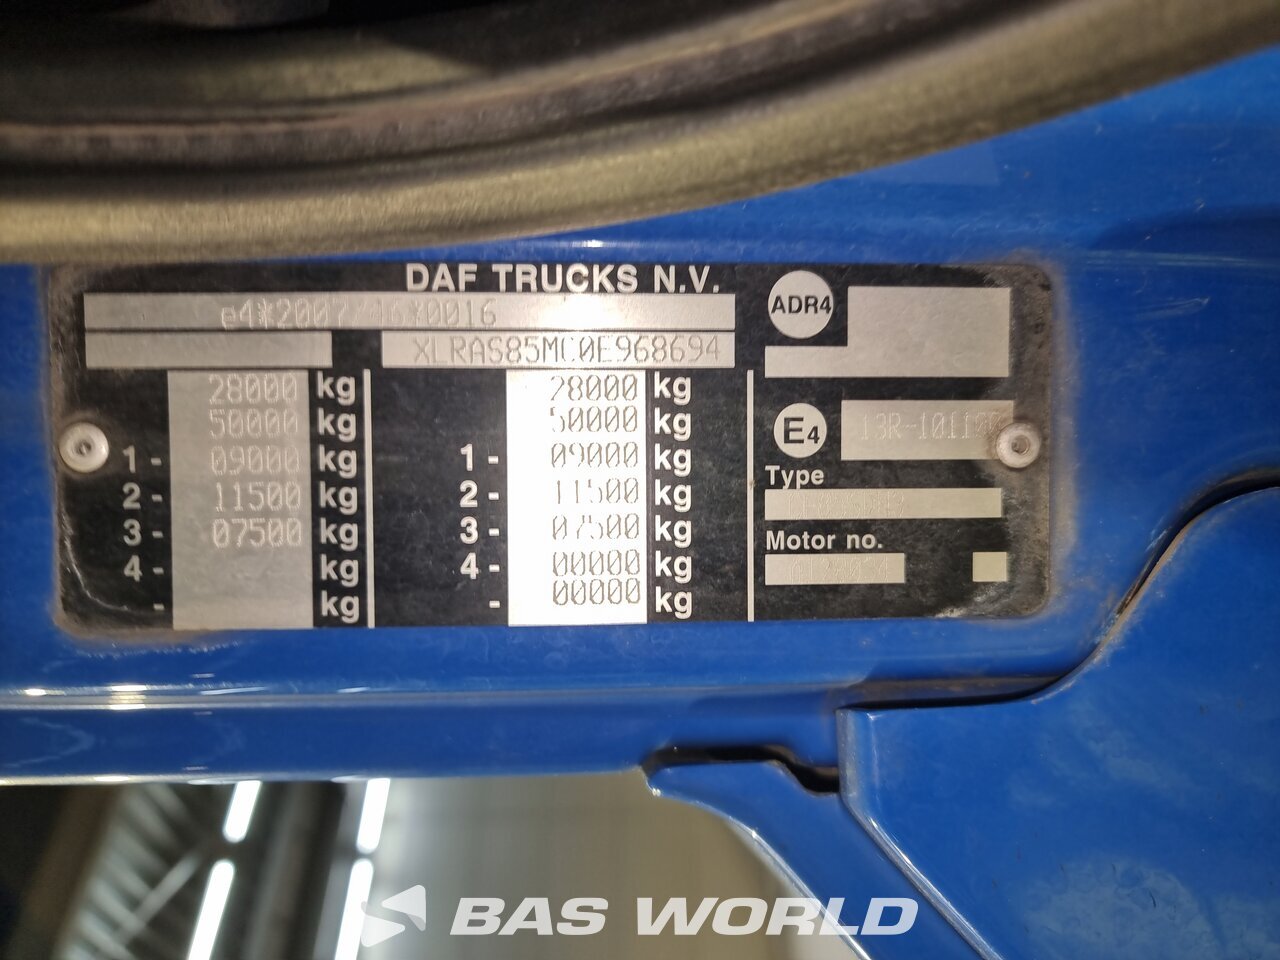 DAF TRUCKS N.V.
e4*2007/46*0016
XLRAS85MC0E968694
28000 kg
50000 kg
1 - 09000 kg
2 - 11500 kg
3 - 07500 kg
4 - kg
- kg
28000 kg
50000 kg
1 - 09000 kg
2 - 11500 kg
3 - 07500 kg
4 - 00000 kg
- 00000 kg
ADR4
E4
Type
Motor no.
BAS WORLD